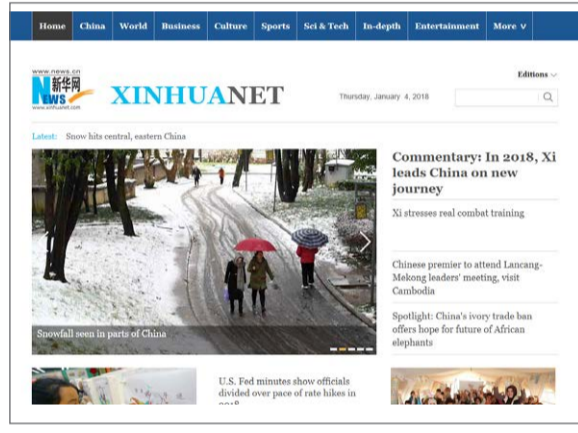 Home China World Business Culture Sports Sci & Tech In-depth Entertainment More ∨
www.news.cn
新华网
NEWS
www.xinhuanet.com
XINHUANET
Thursday, January 4, 2018
Editions
Latest: Snow hits central, eastern China
Snowfall seen in parts of China
Commentary: In 2018, Xi
leads China on new
journey
Xi stresses real combat training
Chinese premier to attend Lancang-
Mekong leaders' meeting, visit
Cambodia
Spotlight: China's ivory trade ban
offers hope for future of African
elephants
U.S. Fed minutes show officials
divided over pace of rate hikes in
2018